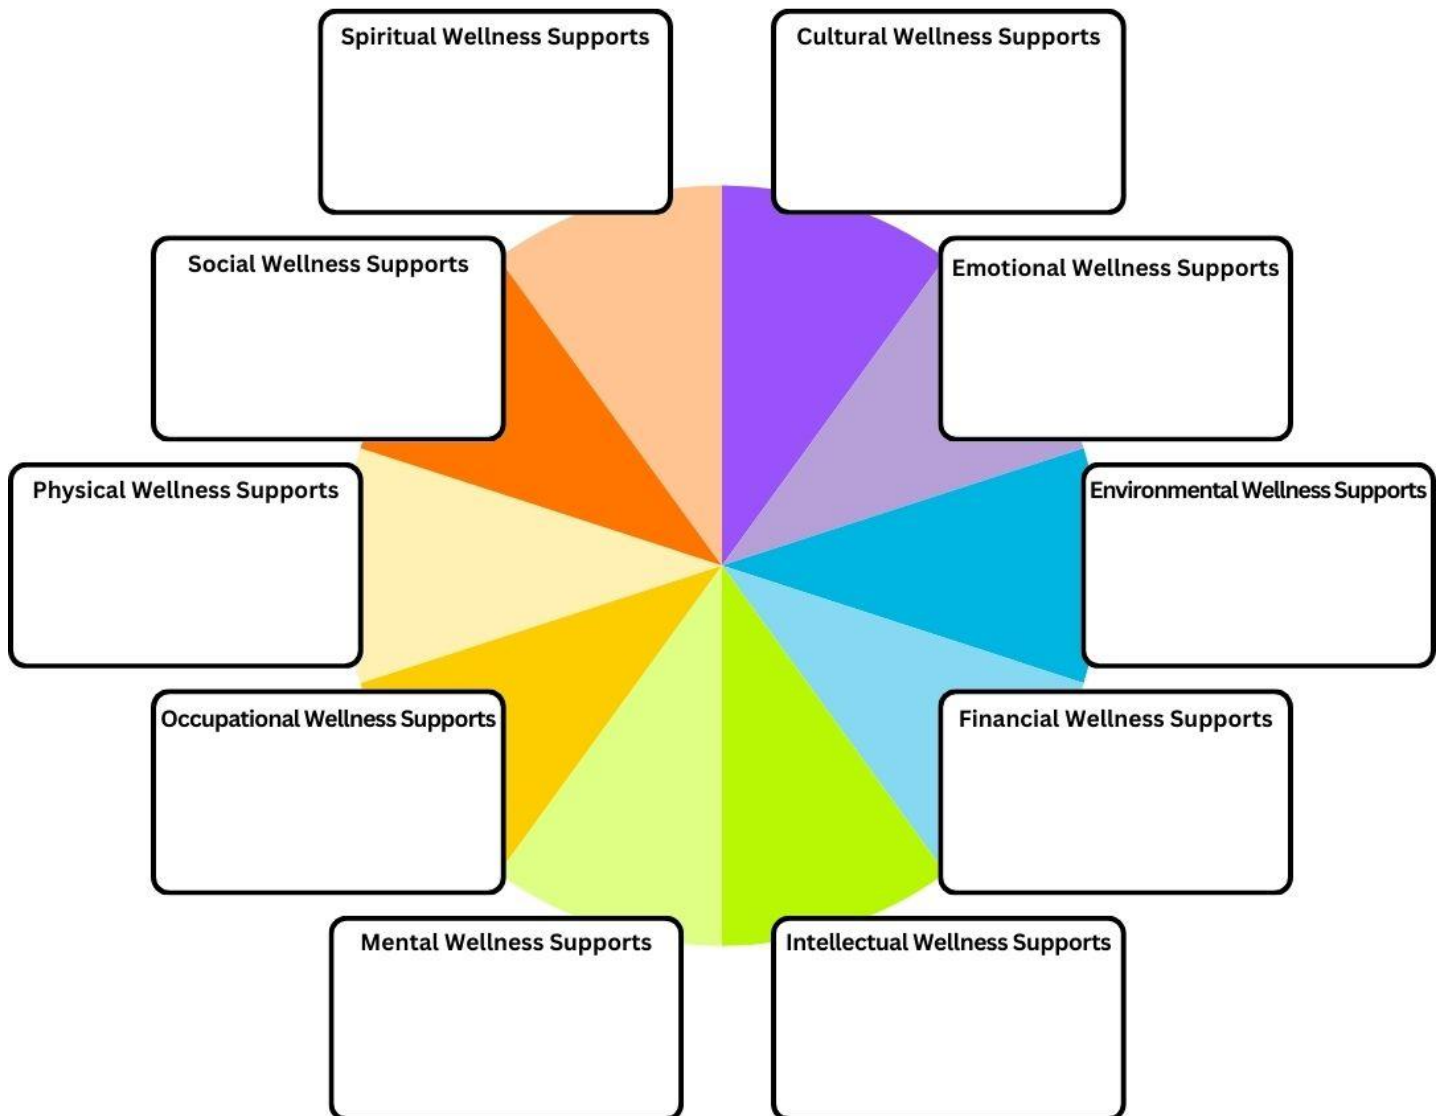 Spiritual Wellness Supports
Cultural Wellness Supports
Social Wellness Supports
Emotional Wellness Supports
Physical Wellness Supports
Environmental Wellness Supports
Occupational Wellness Supports
Financial Wellness Supports
Mental Wellness Supports
Intellectual Wellness Supports